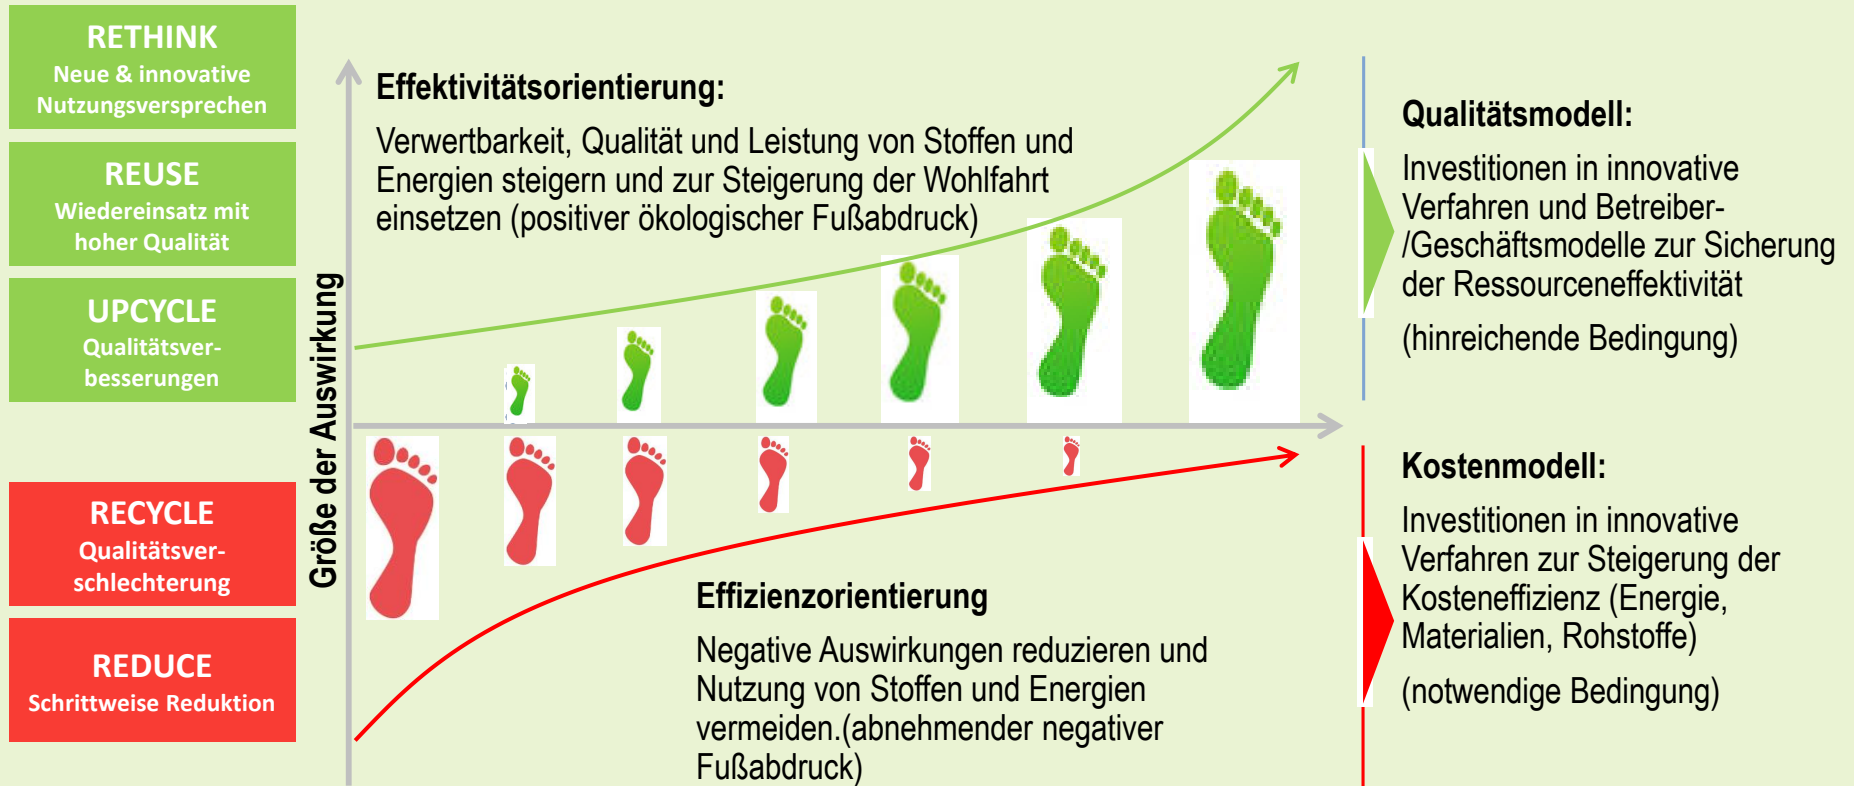 RETHINK
Neue & innovative
Nutzungsversprechen
REUSE
Wiedereinsatz mit
hoher Qualität
UPCYCLE
Qualitätsver-
besserungen
RECYCLE
Qualitätsver-
schlechterung
REDUCE
Schrittweise Reduktion
Größe der Auswirkung
Effektivitätsorientierung:
Verwertbarkeit, Qualität und Leistung von Stoffen und
Energien steigern und zur Steigerung der Wohlfahrt
einsetzen (positiver ökologischer Fußabdruck)
Effizienzorientierung
Negative Auswirkungen reduzieren und
Nutzung von Stoffen und Energien
vermeiden.(abnehmender negativer
Fußabdruck)
Qualitätsmodell:
Investitionen in innovative
Verfahren und Betreiber-
/Geschäftsmodelle zur Sicherung
der Ressourceneffektivität
(hinreichende Bedingung)
Kostenmodell:
Investitionen in innovative
Verfahren zur Steigerung der
Kosteneffizienz (Energie,
Materialien, Rohstoffe)
(notwendige Bedingung)